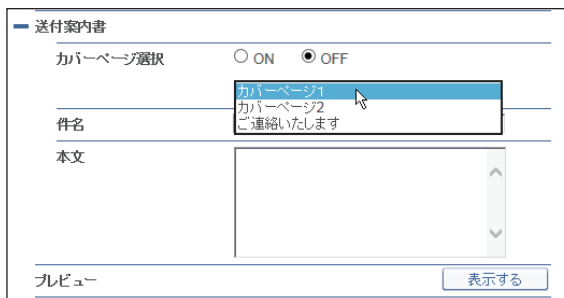 送付案内書
カバーページ選択 ON OFF
カバーページ1
カバーページ2
件名 ご連絡いたします
本文
プレビュー 表示する